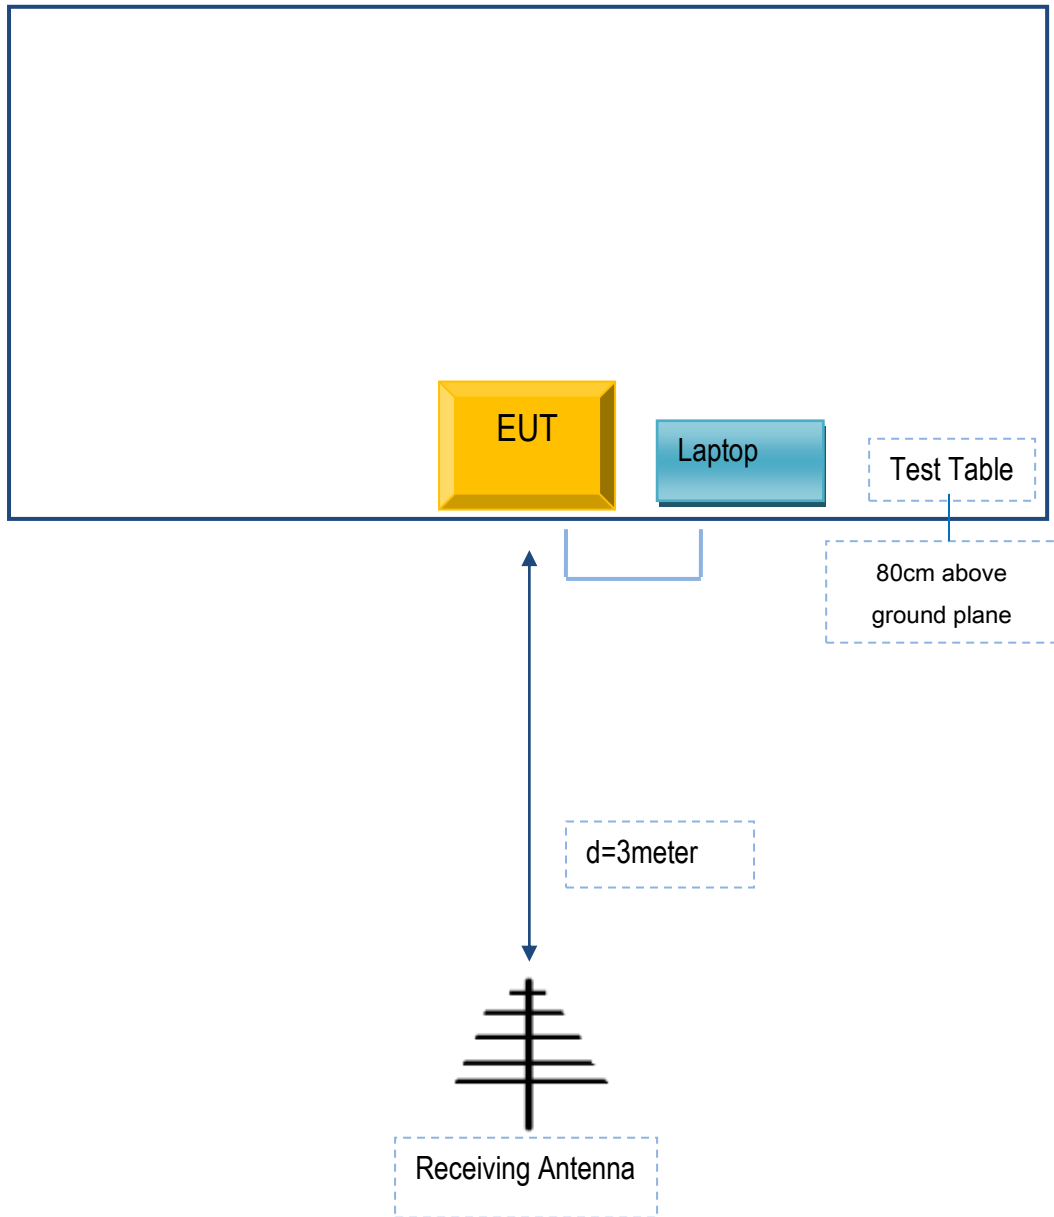 EUT
Laptop
Test Table
80cm above
ground plane
d=3meter
Receiving Antenna